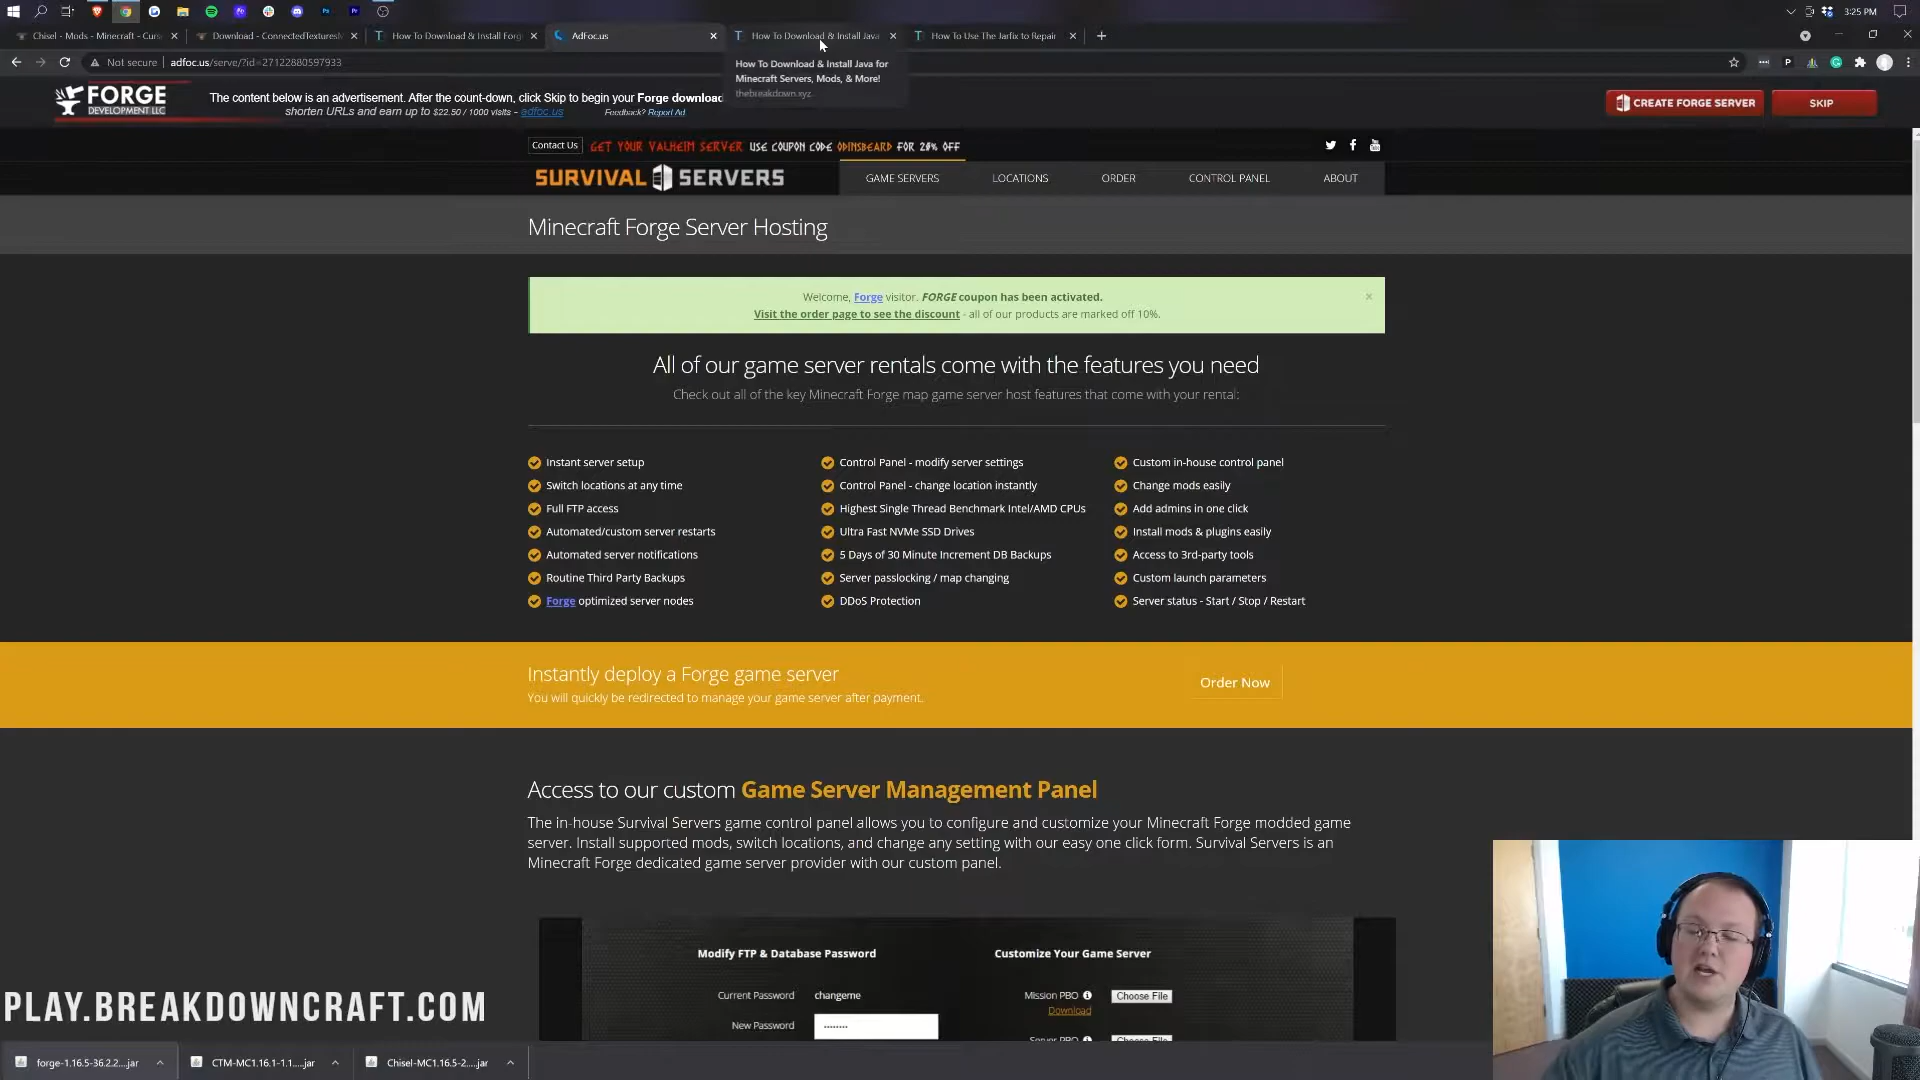 3:25 PM
Chisel - Mods - Minecraft - Cur
Download - ConnectedTextures
How To Download & Install Forg
AdFoc.us
How To Download & Install Java
How To Use The Jarfix to Repair
Not secure | adfoc.us/serve/?id=27122880597933
How To Download & Install Java for
Minecraft Servers, Mods, & More!
thebreakdown.xyz
FORGE
DEVELOPMENT LLC
The content below is an advertisement. After the count-down, click Skip to begin your Forge download
shorten URLs and earn up to $22.50 / 1000 visits - adfoc.us
Feedback? Report Ad
CREATE FORGE SERVER
SKIP
Contact Us
GET YOUR VALHEIM SERVER USE COUPON CODE ODINSBEARD FOR 20% OFF
SURVIVAL SERVERS
GAME SERVERS
LOCATIONS
ORDER
CONTROL PANEL
ABOUT
Minecraft Forge Server Hosting
Welcome, Forge visitor. FORGE coupon has been activated.
Visit the order page to see the discount - all of our products are marked off 10%.
All of our game server rentals come with the features you need
Check out all of the key Minecraft Forge map game server host features that come with your rental:
Instant server setup
Switch locations at any time
Full FTP access
Automated/custom server restarts
Automated server notifications
Routine Third Party Backups
Forge optimized server nodes
Control Panel - modify server settings
Control Panel - change location instantly
Highest Single Thread Benchmark Intel/AMD CPUs
Ultra Fast NVMe SSD Drives
5 Days of 30 Minute Increment DB Backups
Server passlocking / map changing
DDoS Protection
Custom in-house control panel
Change mods easily
Add admins in one click
Install mods & plugins easily
Access to 3rd-party tools
Custom launch parameters
Server status - Start / Stop / Restart
Instantly deploy a Forge game server
You will quickly be redirected to manage your game server after payment.
Order Now
Access to our custom Game Server Management Panel
The in-house Survival Servers game control panel allows you to configure and customize your Minecraft Forge modded game
server. Install supported mods, switch locations, and change any setting with our easy one click form. Survival Servers is an
Minecraft Forge dedicated game server provider with our custom panel.
Modify FTP & Database Password
Current Password
changeme
New Password
Customize Your Game Server
Mission PBO
Choose File
Download
Server PBO
Choose File
PLAY.BREAKDOWNCRAFT.COM
forge-1.16.5-36.2.2....jar
CTM-MC1.16.1-1.1....jar
Chisel-MC1.16.5-2....jar